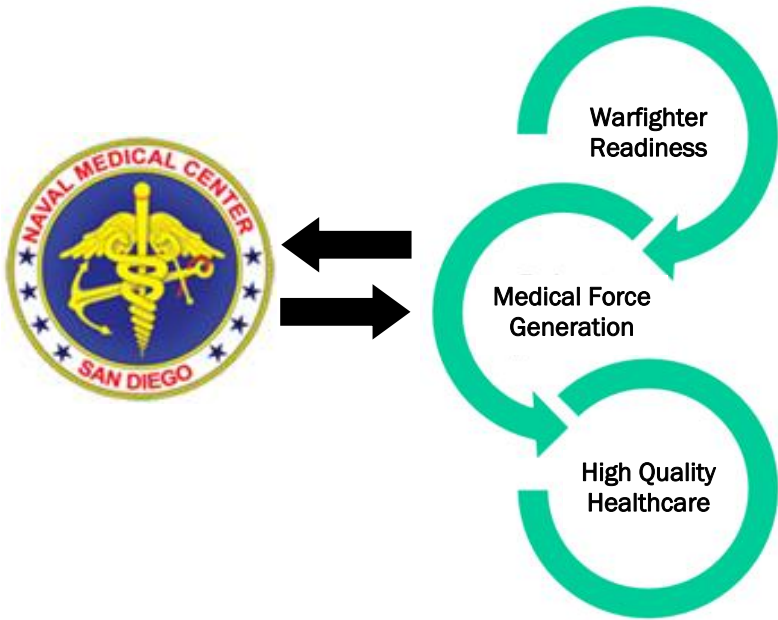 NAVAL MEDICAL CENTER
SAN DIEGO
Warfighter
Readiness
Medical Force
Generation
High Quality
Healthcare